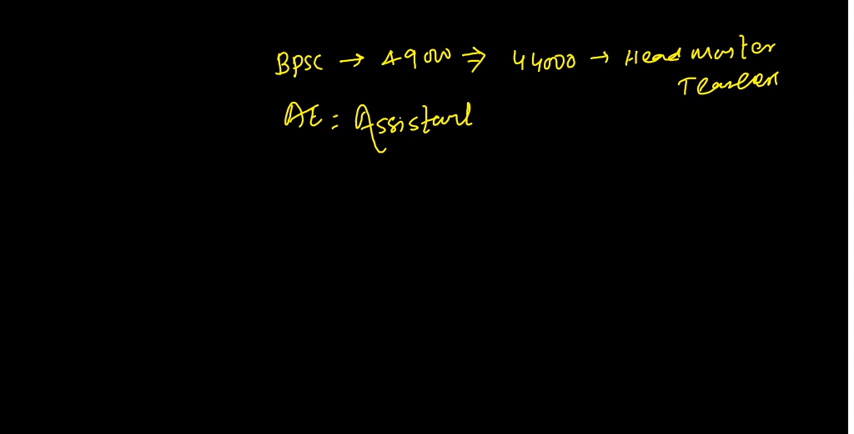 BPSC → 49000 ⇒ 44000 → Head Master
Teacher
AE = Assistant